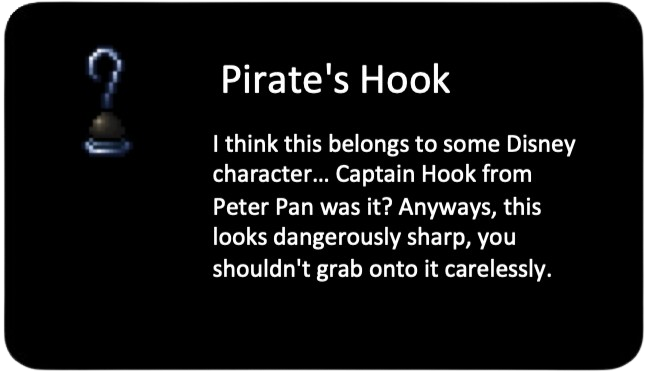 Pirate's Hook
I think this belongs to some Disney
character... Captain Hook from
Peter Pan was it? Anyways, this
looks dangerously sharp, you
shouldn't grab onto it carelessly.